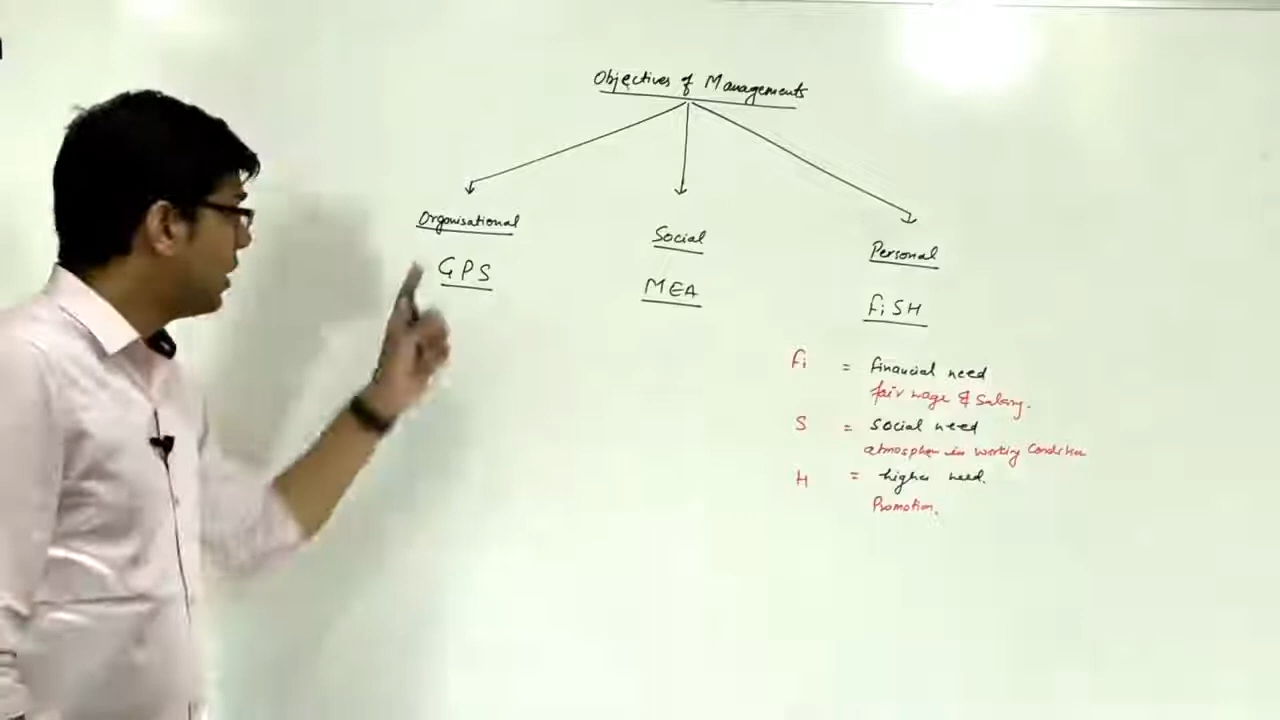 Objectives of Managements
Organisational
GPS
Social
MEA
Personal
FiSH
Fi = financial need
fair wage & Salary.
S = Social need
atmospher in working Condition
H = higher need.
Promotion.